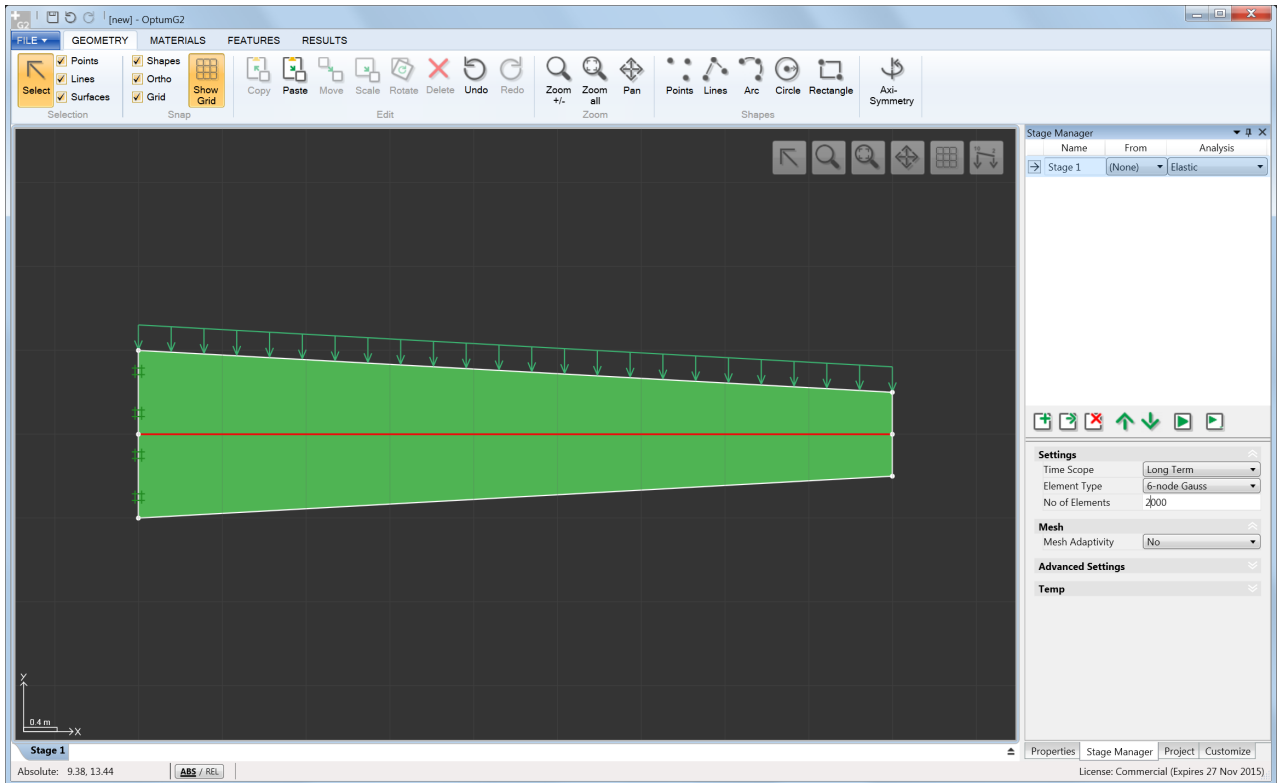 G2 [new] - OptumG2
FILE GEOMETRY MATERIALS FEATURES RESULTS
Select
Points
Lines
Surfaces
Selection
Shapes
Ortho
Grid
Show Grid
Snap
Copy Paste Move Scale Rotate Delete Undo Redo
Edit
Zoom +/- Zoom all Pan
Zoom
Points Lines Arc Circle Rectangle
Shapes
Axi-Symmetry
Stage Manager
Name From Analysis
Stage 1 (None) Elastic
Settings
Time Scope Long Term
Element Type 6-node Gauss
No of Elements 2000
Mesh
Mesh Adaptivity No
Advanced Settings
Temp
Y
0.4 m
X
Stage 1
Properties Stage Manager Project Customize
Absolute: 9.38, 13.44 ABS / REL License: Commercial (Expires 27 Nov 2015)